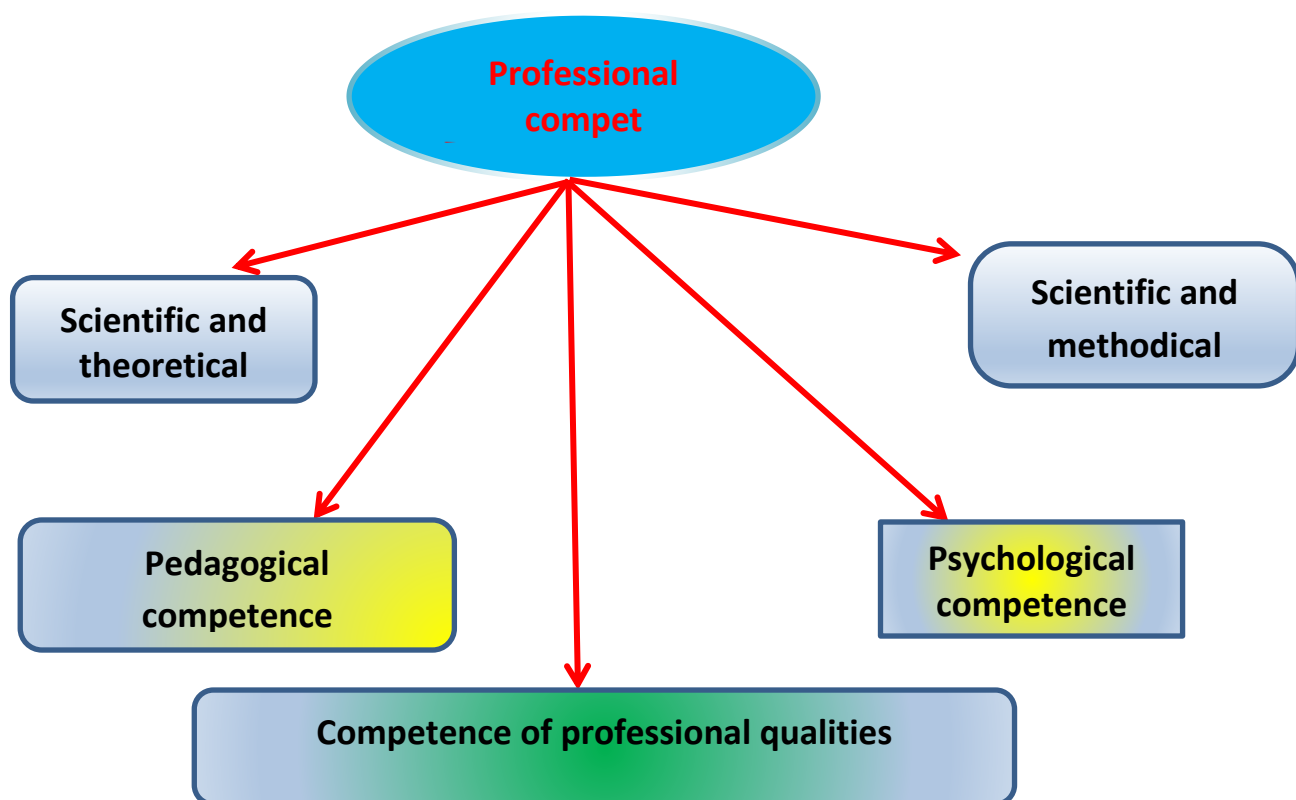 Professional
compet
Scientific and
theoretical
Scientific and
methodical
Pedagogical
competence
Psychological
competence
Competence of professional qualities